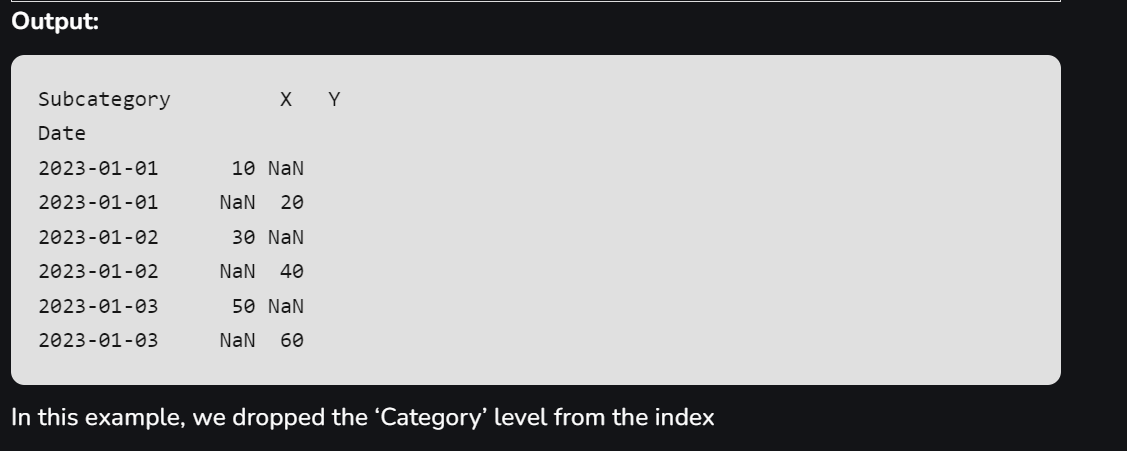 Output:
Subcategory         X   Y
Date
2023-01-01      10 NaN
2023-01-01     NaN  20
2023-01-02      30 NaN
2023-01-02     NaN  40
2023-01-03      50 NaN
2023-01-03     NaN  60
In this example, we dropped the ‘Category’ level from the index